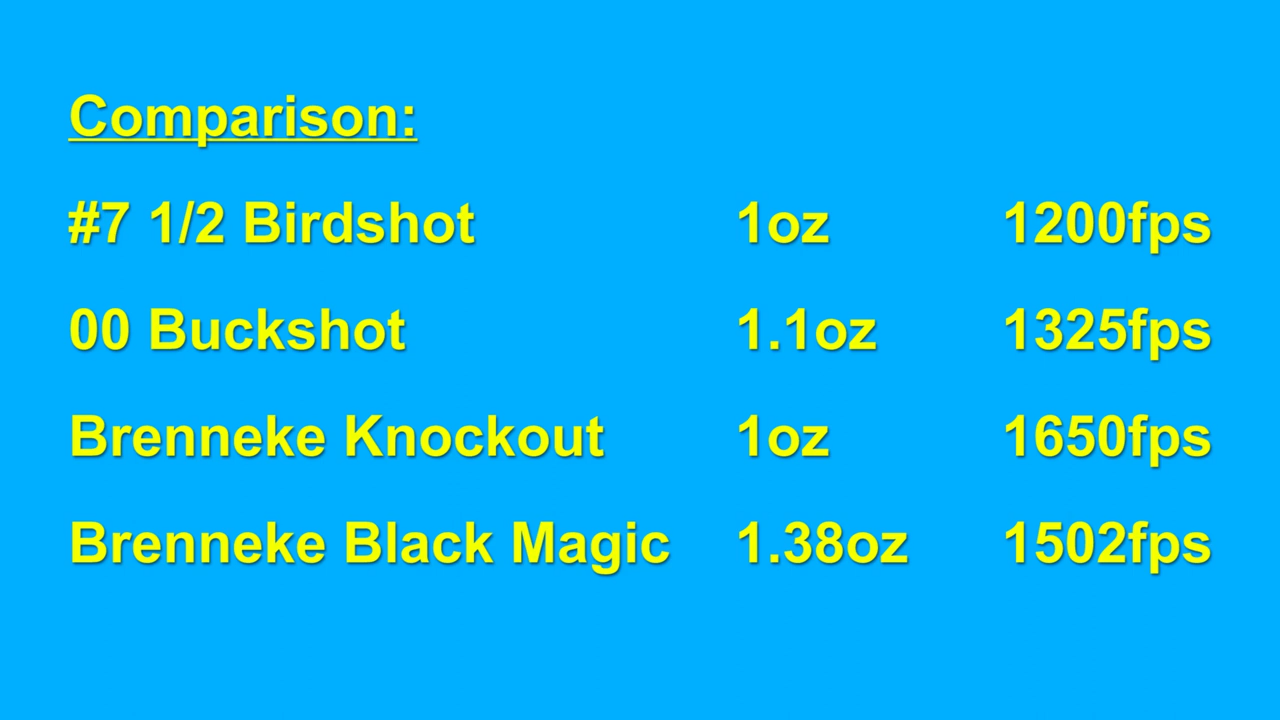 Comparison:
#7 1/2 Birdshot 1oz 1200fps
00 Buckshot 1.1oz 1325fps
Brenneke Knockout 1oz 1650fps
Brenneke Black Magic 1.38oz 1502fps